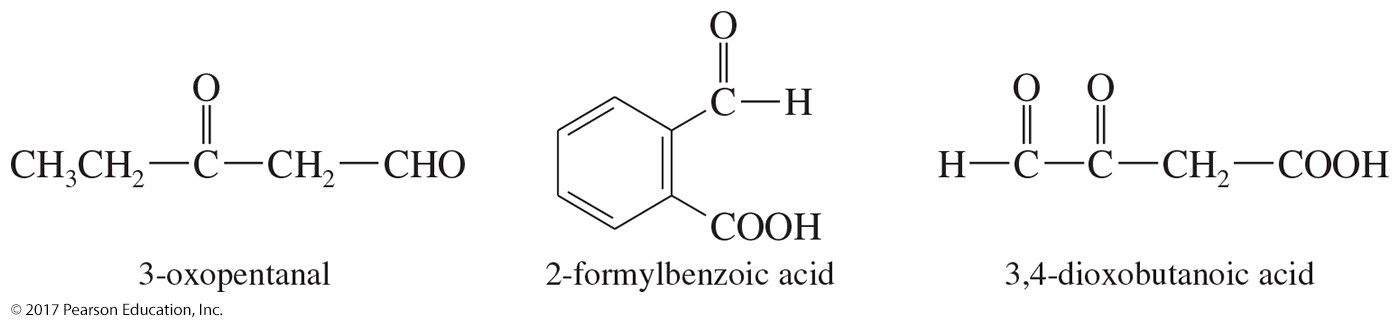 O
O
C—H
O
O
CH₃CH₂—C—CH₂—CHO
H—C—C—CH₂—COOH
COOH
3-oxopentanal
2-formylbenzoic acid
3,4-dioxobutanoic acid
© 2017 Pearson Education, Inc.